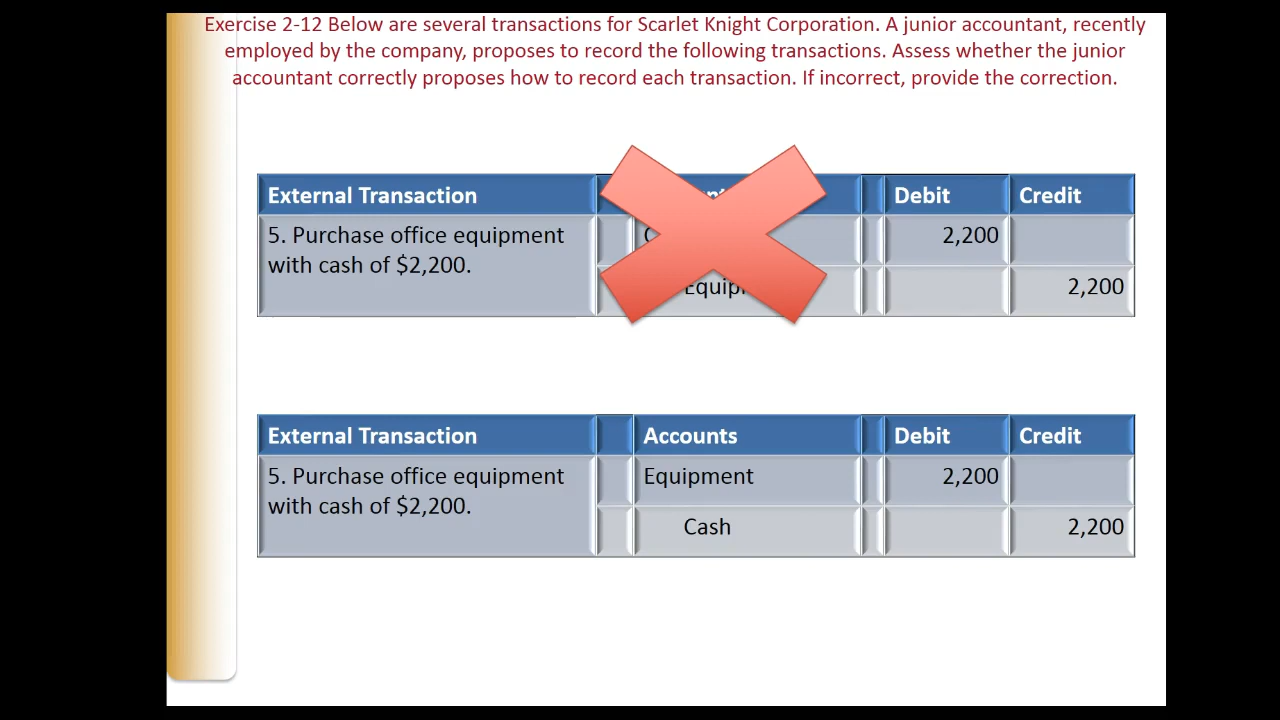 Exercise 2-12 Below are several transactions for Scarlet Knight Corporation. A junior accountant, recently
employed by the company, proposes to record the following transactions. Assess whether the junior
accountant correctly proposes how to record each transaction. If incorrect, provide the correction.
External Transaction Debit Credit
5. Purchase office equipment 2,200
with cash of $2,200.
2,200
External Transaction Accounts Debit Credit
5. Purchase office equipment Equipment 2,200
with cash of $2,200.
Cash 2,200